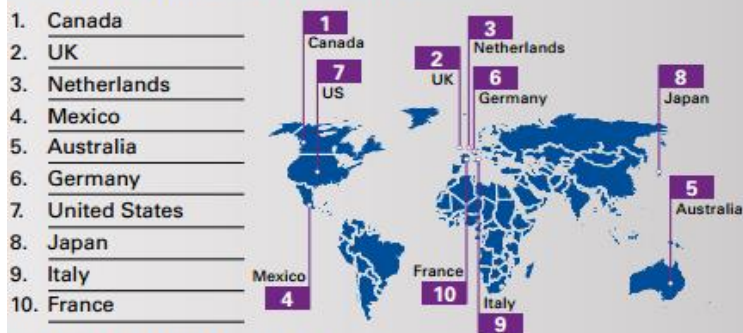 1. Canada
2. UK
3. Netherlands
4. Mexico
5. Australia
6. Germany
7. United States
8. Japan
9. Italy
10. France
1
Canada
7
US
2
UK
3
Netherlands
6
Germany
8
Japan
5
Australia
Mexico
4
France
10
Italy
9